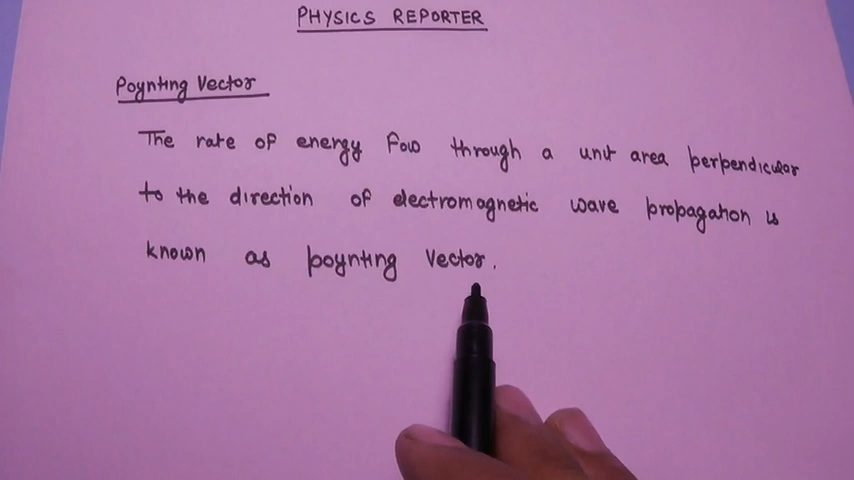 PHYSICS REPORTER
Poynting Vector
The rate of energy fow through a unit area perpendicular
to the direction of electromagnetic wave propagation is
known as poynting vector.